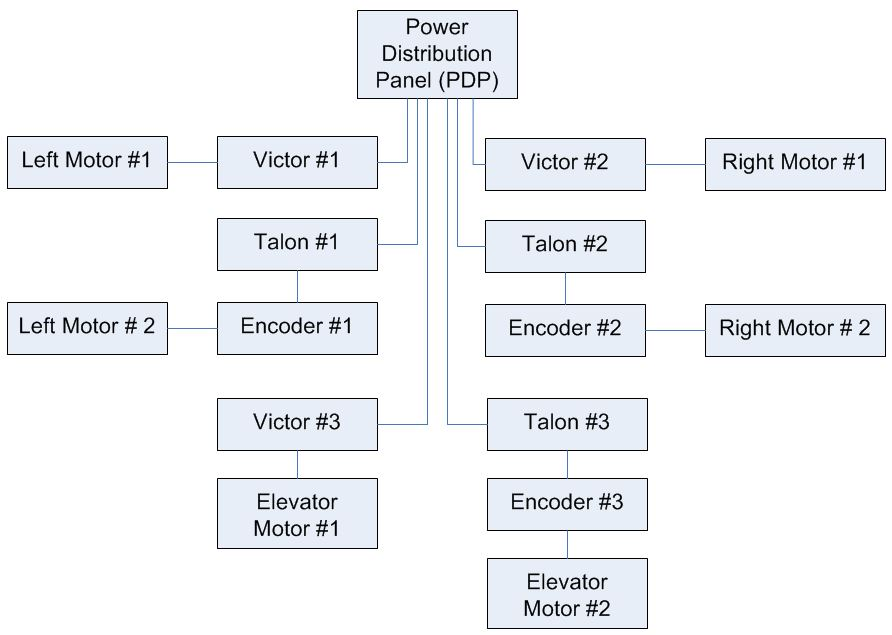 Power
Distribution
Panel (PDP)
Left Motor #1
Victor #1
Victor #2
Right Motor #1
Talon #1
Talon #2
Left Motor # 2
Encoder #1
Encoder #2
Right Motor # 2
Victor #3
Talon #3
Elevator
Motor #1
Encoder #3
Elevator
Motor #2